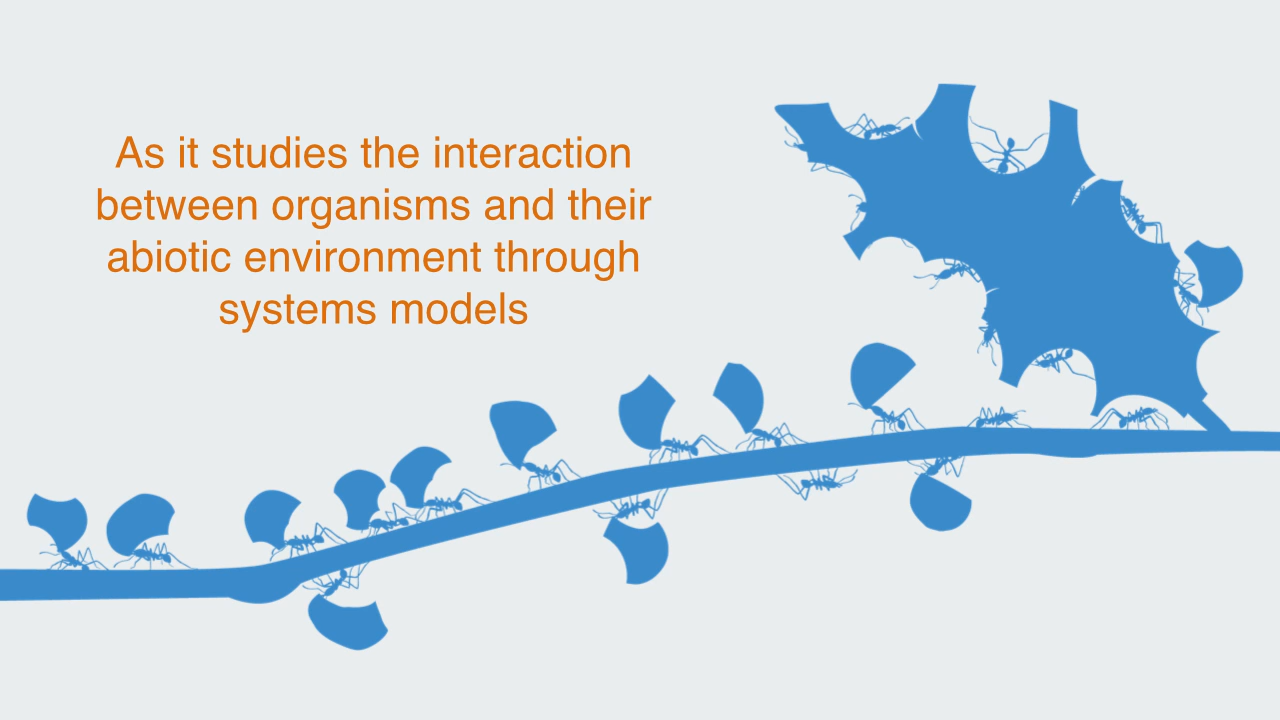 As it studies the interaction
between organisms and their
abiotic environment through
systems models